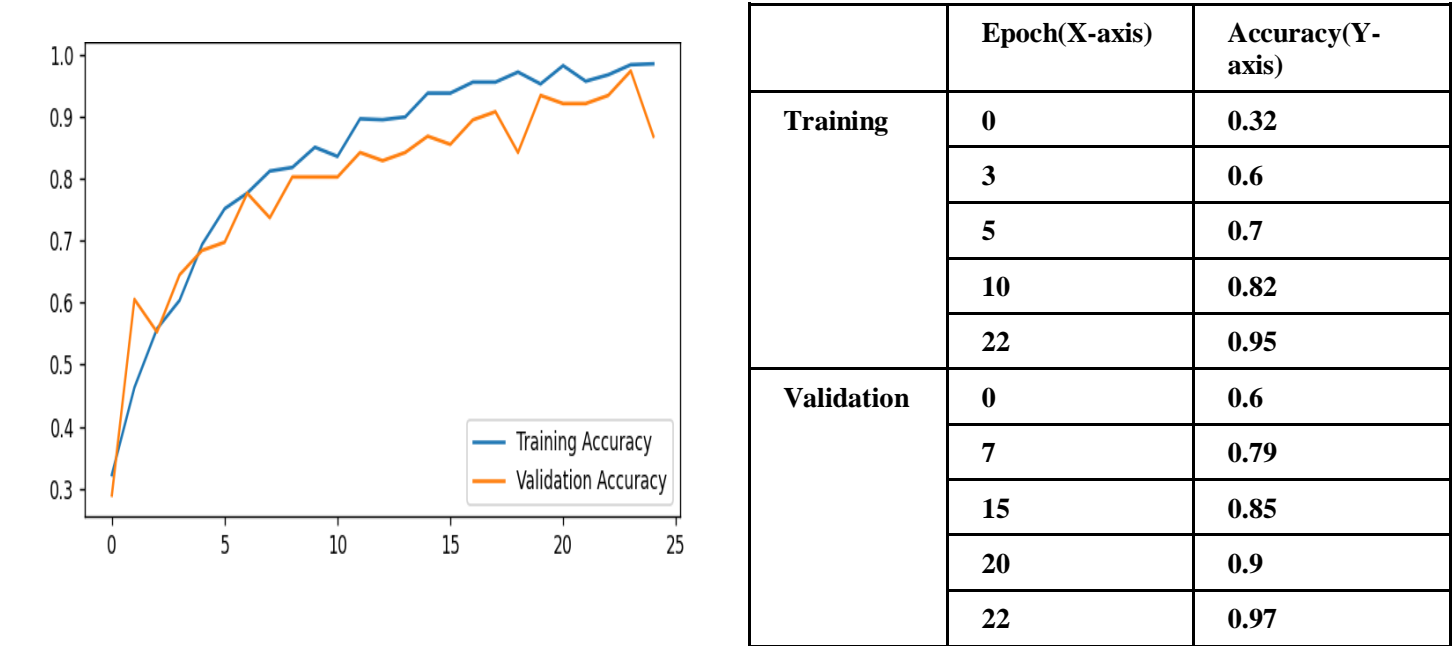 1.0
0.9
0.8
0.7
0.6
0.5
0.4
0.3
0 5 10 15 20 25
Training Accuracy
Validation Accuracy
Epoch(X-axis) Accuracy(Y-
axis)
Training 0 0.32
3 0.6
5 0.7
10 0.82
22 0.95
Validation 0 0.6
7 0.79
15 0.85
20 0.9
22 0.97